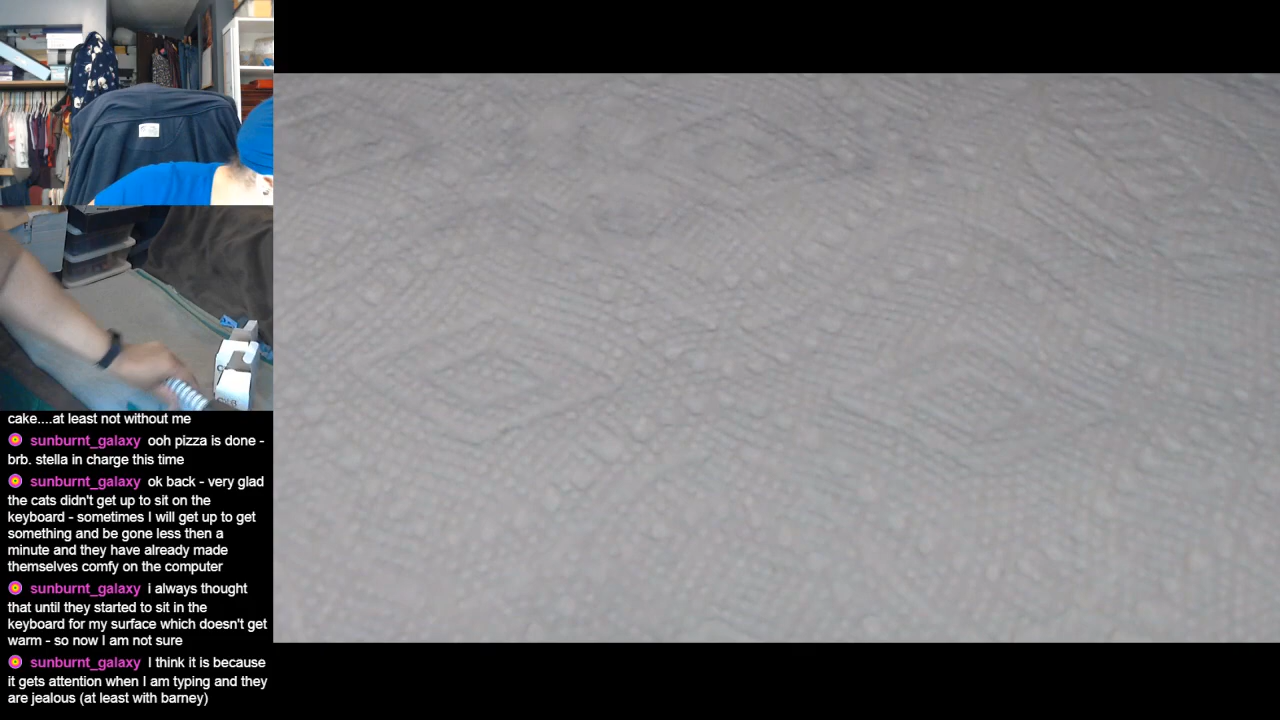 cake....at least not without me
sunburnt_galaxy ooh pizza is done -
brb. stella in charge this time
sunburnt_galaxy ok back - very glad
the cats didn't get up to sit on the
keyboard - sometimes I will get up to get
something and be gone less then a
minute and they have already made
themselves comfy on the computer
sunburnt_galaxy i always thought
that until they started to sit in the
keyboard for my surface which doesn't get
warm - so now I am not sure
sunburnt_galaxy I think it is because
it gets attention when I am typing and they
are jealous (at least with barney)